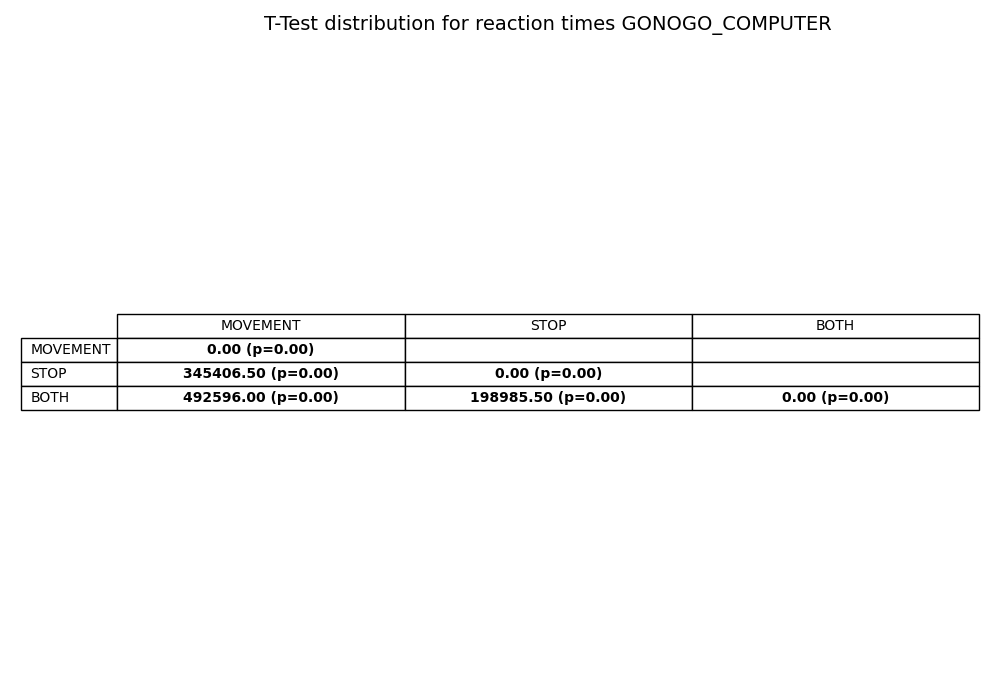 T-Test distribution for reaction times GONOGO_COMPUTER
MOVEMENT STOP BOTH
MOVEMENT 0.00 (p=0.00)
STOP 345406.50 (p=0.00) 0.00 (p=0.00)
BOTH 492596.00 (p=0.00) 198985.50 (p=0.00) 0.00 (p=0.00)